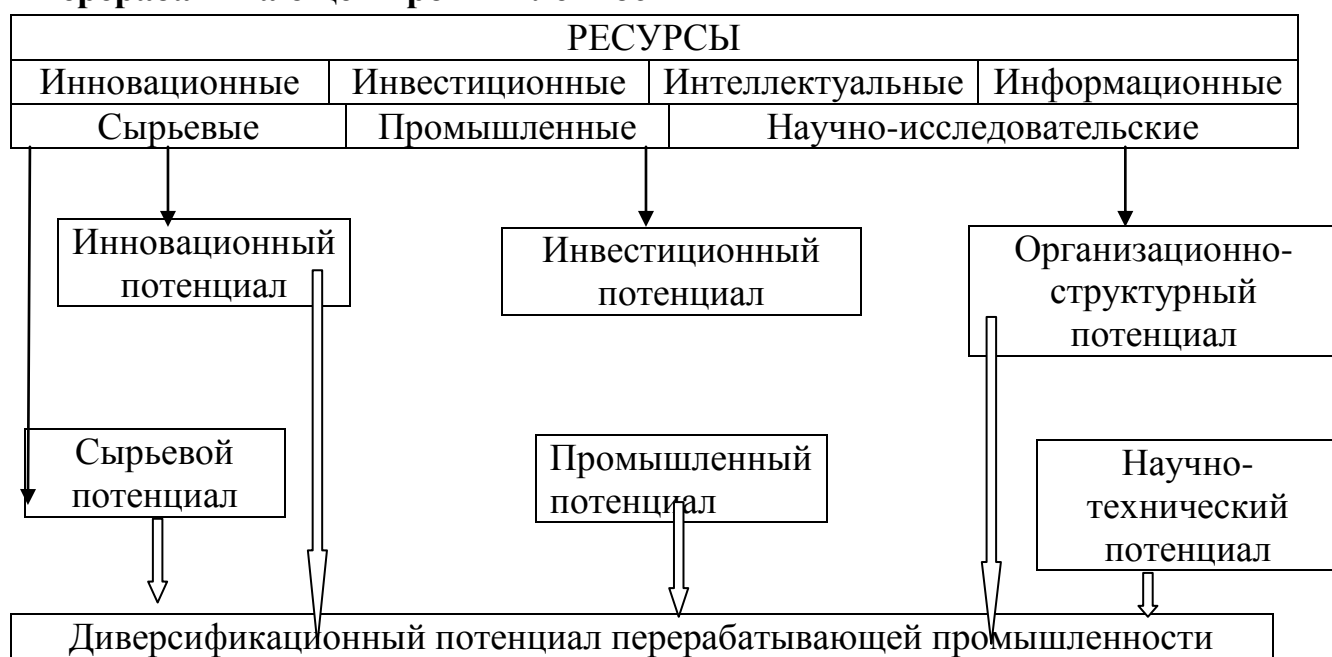 РЕСУРСЫ
Инновационные Инвестиционные Интеллектуальные Информационные
Сырьевые Промышленные Научно-исследовательские
Инновационный
потенциал
Инвестиционный
потенциал
Организационно-
структурный
потенциал
Сырьевой
потенциал
Промышленный
потенциал
Научно-
технический
потенциал
Диверсификационный потенциал перерабатывающей промышленности